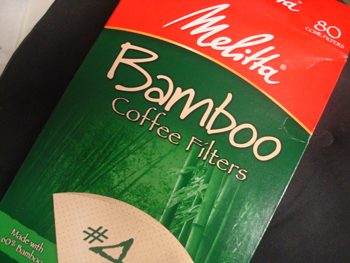 80
CONE FILTERS
Melitta
Bamboo
Coffee Filters
#4
Made with
60% Bamboo